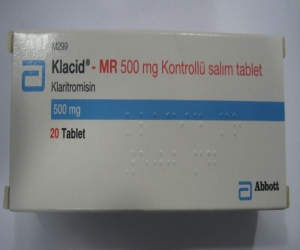 M299
Klacid® - MR 500 mg Kontrollü salım tablet
Klaritromisin
500 mg
20 Tablet
Abbott